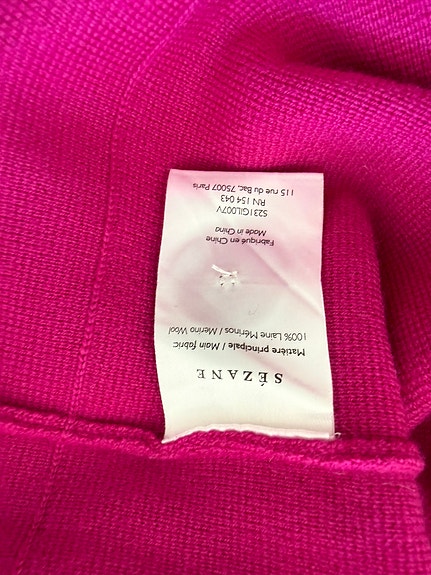 SÉZANE
Matière principale / Main fabric
100% Laine Mérinos / Merino Wool
Fabriqué en Chine
Made in China
S231GIL007V
RN 154 043
115 rue du Bac, 75007 Paris